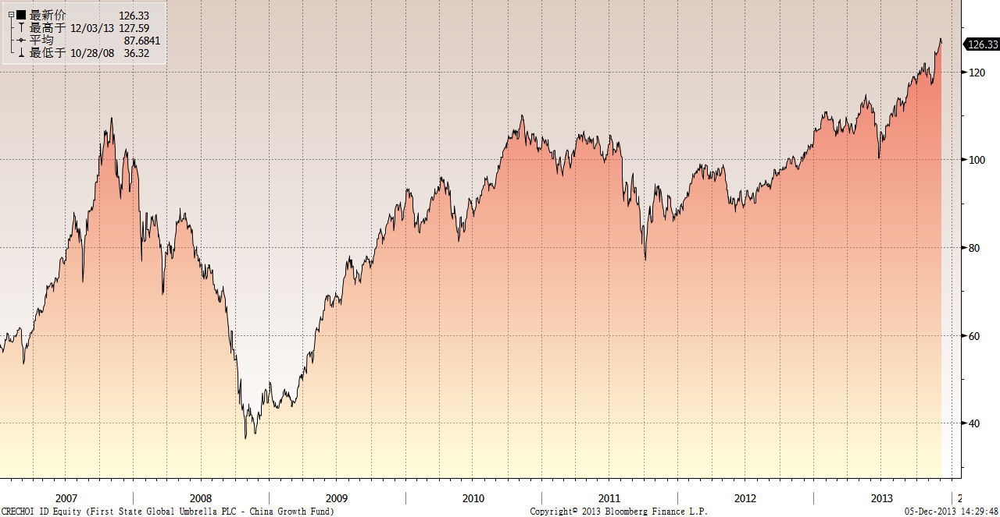 最新价 126.33
最高于 12/03/13 127.59
平均 87.6841
最低于 10/28/08 36.32
126.33
120
100
80
60
40
2007 2008 2009 2010 2011 2012 2013 2
CRECHOI ID Equity (First State Global Umbrella PLC - China Growth Fund) Copyright© 2013 Bloomberg Finance L.P. 05-Dec-2013 14:29:48